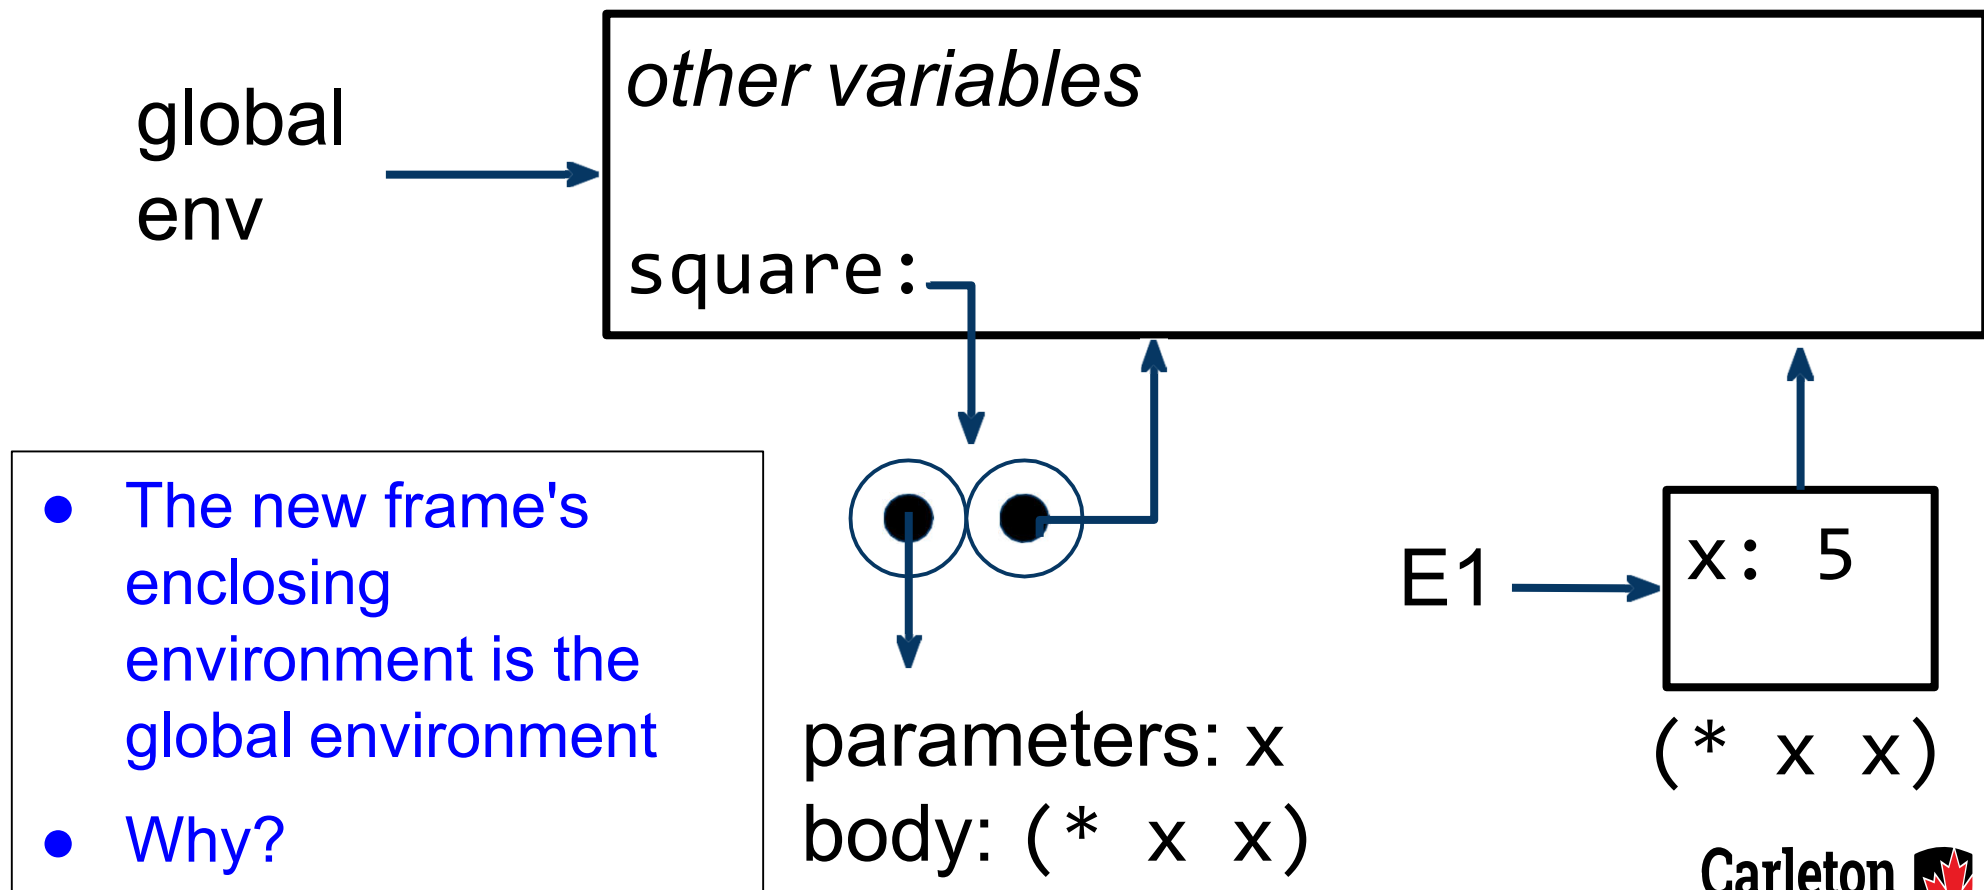 other variables
global
env
square:
● The new frame's
enclosing
environment is the
global environment
● Why?
E1
x: 5
(* x x)
parameters: x
body: (* x x)
Carleton